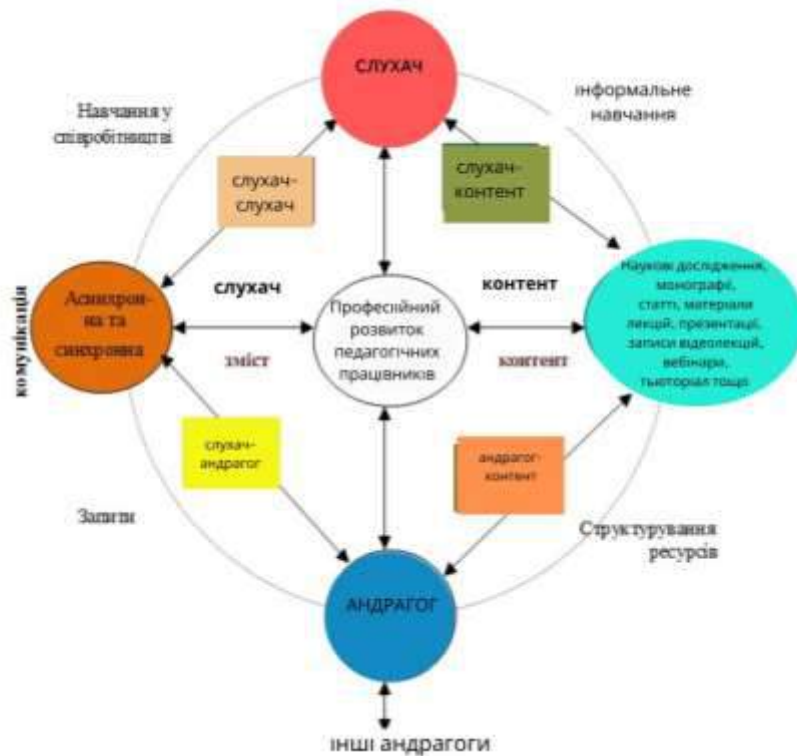 СЛУХАЧ
Навчання у
співробітництві
інформальне
навчання
слухач-
слухач
слухач-
контент
комунікація
Асинхрон-
на та
синхронна
слухач
зміст
Професійний
розвиток
педагогічних
працівників
контент
контент
Наукові дослідження,
монографії,
статті, матеріали
лекцій, презентації,
записи відеолекцій,
вебінари,
тьюторіал тощо
слухач-
андрагог
андрагог-
контент
Запити
Структурування
ресурсів
АНДРАГОГ
інші андрагоги